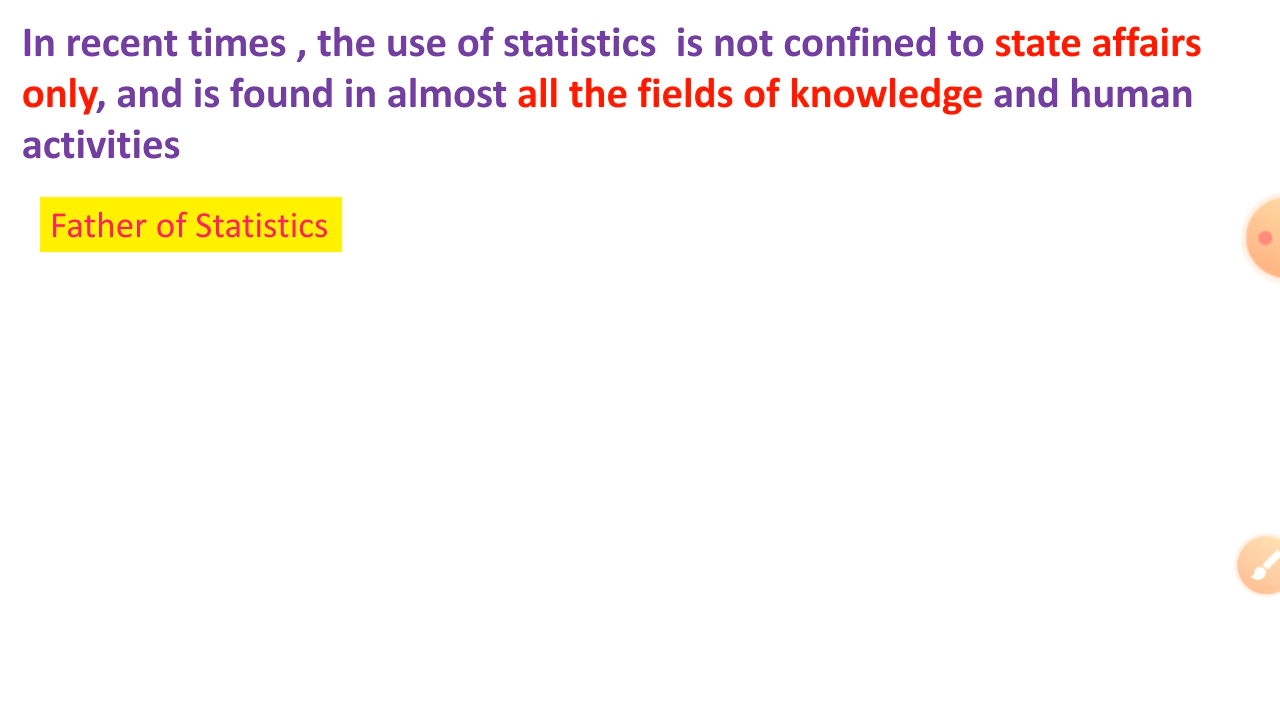 In recent times , the use of statistics  is not confined to state affairs
only, and is found in almost all the fields of knowledge and human
activities
Father of Statistics